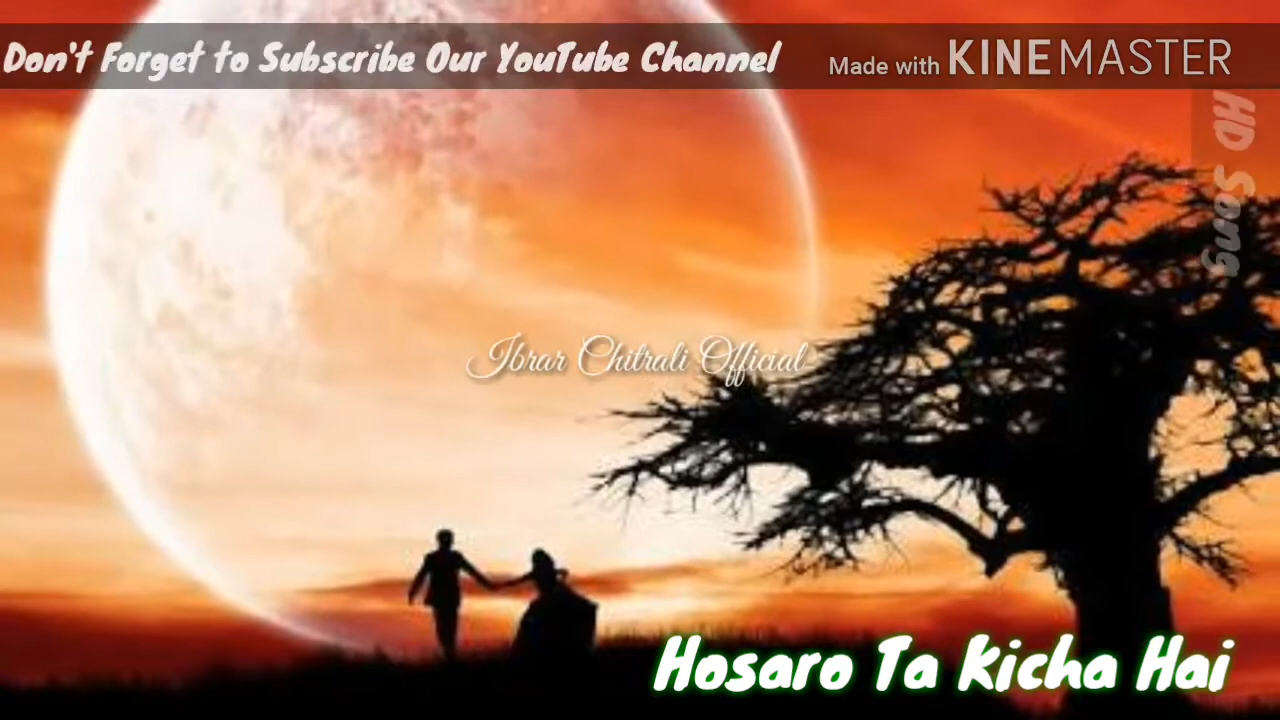 Don't Forget to Subscribe Our YouTube Channel
Made with KINEMASTER
HD Song
Ibrar Chitrali Official
Hosaro Ta Kicha Hai